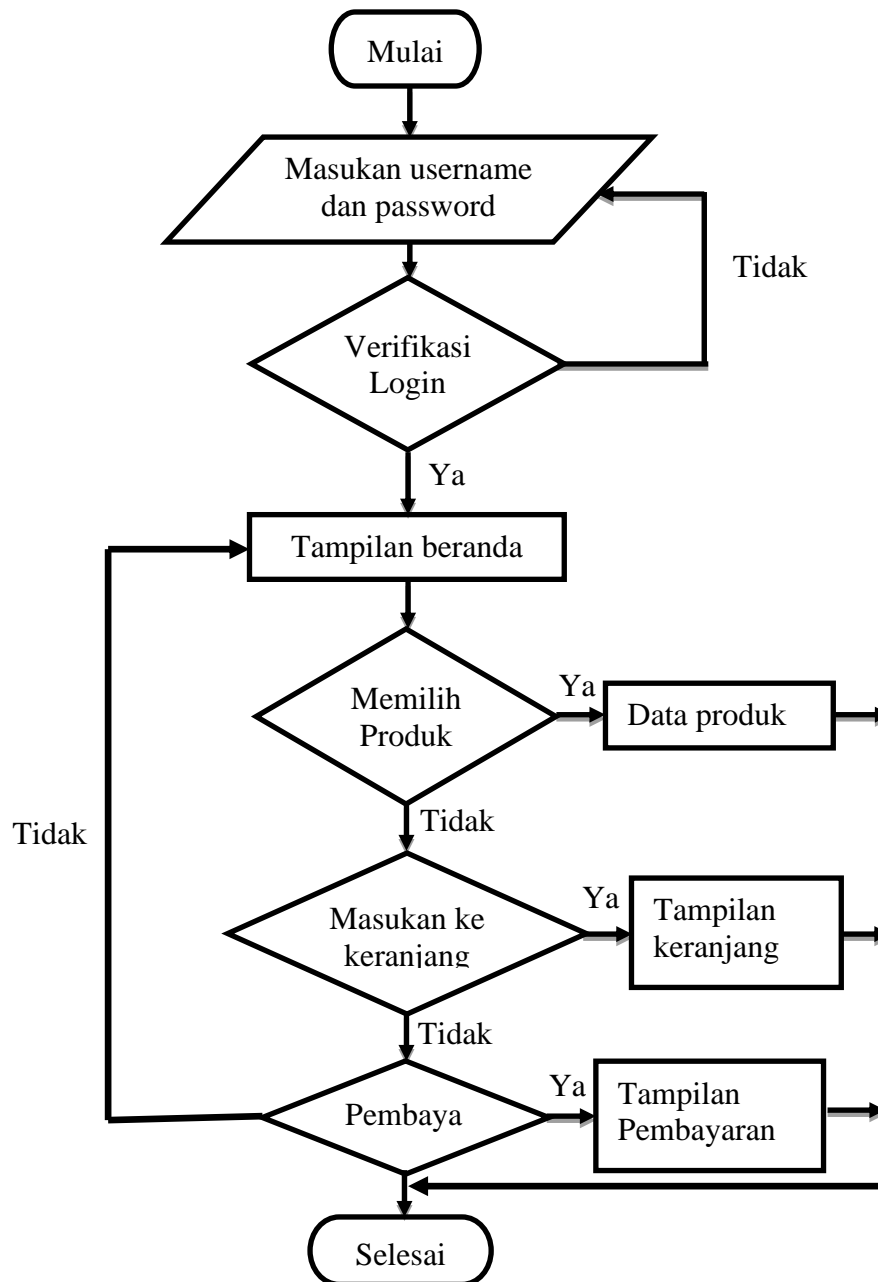 Mulai
Masukan username
dan password
Tidak
Verifikasi
Login
Ya
Tampilan beranda
Memilih
Produk
Ya
Data produk
Tidak
Tidak
Masukan ke
keranjang
Ya
Tampilan
keranjang
Tidak
Pembaya
Ya
Tampilan
Pembayaran
Selesai